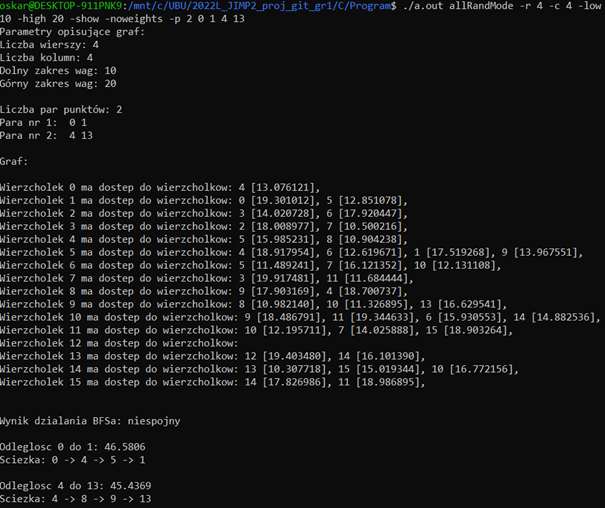 oskar@DESKTOP-911PNK9:/mnt/c/UBU/2022L_JIMP2_proj_git_gr1/C/Program$ ./a.out allRandMode -r 4 -c 4 -low
10 -high 20 -show -noweights -p 2 0 1 4 13
Parametry opisujące graf:
Liczba wierszy: 4
Liczba kolumn: 4
Dolny zakres wag: 10
Górny zakres wag: 20
Liczba par punktów: 2
Para nr 1:  0 1
Para nr 2:  4 13
Graf:
Wierzcholek 0 ma dostep do wierzcholkow: 4 [13.076121],
Wierzcholek 1 ma dostep do wierzcholkow: 0 [19.301012], 5 [12.851078],
Wierzcholek 2 ma dostep do wierzcholkow: 3 [14.020728], 6 [17.920447],
Wierzcholek 3 ma dostep do wierzcholkow: 2 [18.008977], 7 [10.500216],
Wierzcholek 4 ma dostep do wierzcholkow: 5 [15.985231], 8 [10.904238],
Wierzcholek 5 ma dostep do wierzcholkow: 4 [18.917954], 6 [12.619671], 1 [17.519268], 9 [13.967551],
Wierzcholek 6 ma dostep do wierzcholkow: 5 [11.489241], 7 [16.121352], 10 [12.131108],
Wierzcholek 7 ma dostep do wierzcholkow: 3 [19.917481], 11 [11.684444],
Wierzcholek 8 ma dostep do wierzcholkow: 9 [17.903169], 4 [18.700737],
Wierzcholek 9 ma dostep do wierzcholkow: 8 [10.982140], 10 [11.326895], 13 [16.629541],
Wierzcholek 10 ma dostep do wierzcholkow: 9 [18.486791], 11 [19.344633], 6 [15.930553], 14 [14.882536],
Wierzcholek 11 ma dostep do wierzcholkow: 10 [12.195711], 7 [14.025888], 15 [18.903264],
Wierzcholek 12 ma dostep do wierzcholkow:
Wierzcholek 13 ma dostep do wierzcholkow: 12 [19.403480], 14 [16.101390],
Wierzcholek 14 ma dostep do wierzcholkow: 13 [10.307718], 15 [15.019344], 10 [16.772156],
Wierzcholek 15 ma dostep do wierzcholkow: 14 [17.826986], 11 [18.986895],
Wynik dzialania BFSa: niespojny
Odleglosc 0 do 1: 46.5806
Sciezka: 0 -> 4 -> 5 -> 1
Odleglosc 4 do 13: 45.4369
Sciezka: 4 -> 8 -> 9 -> 13